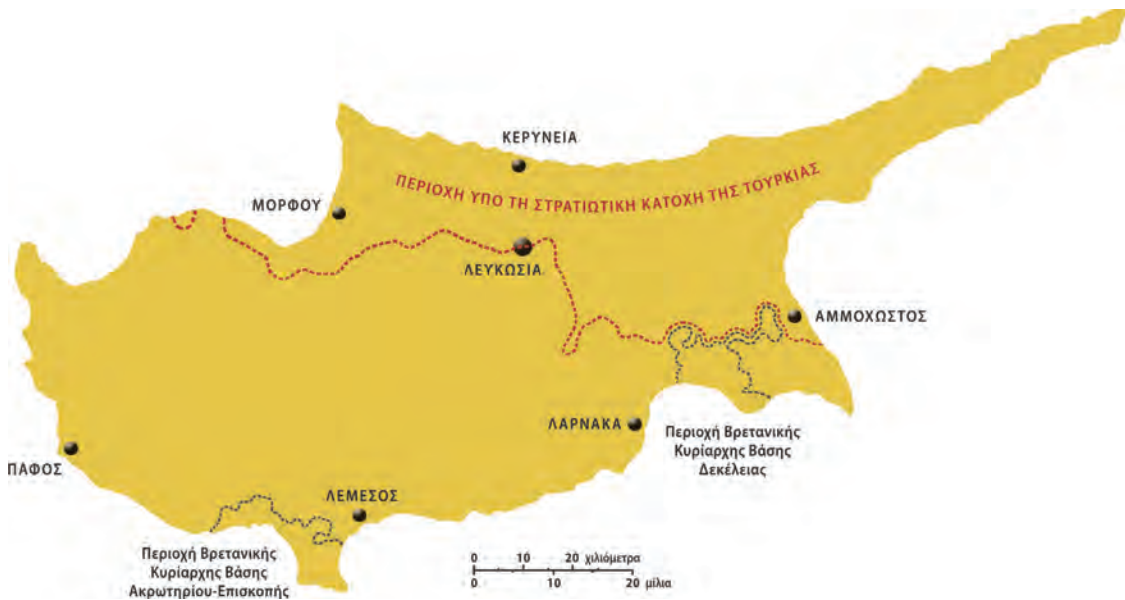 ΚΕΡΥΝΕΙΑ
ΠΕΡΙΟΧΗ ΥΠΟ ΤΗ ΣΤΡΑΤΙΩΤΙΚΗ ΚΑΤΟΧΗ ΤΗΣ ΤΟΥΡΚΙΑΣ
ΜΟΡΦΟΥ
ΛΕΥΚΩΣΙΑ
ΑΜΜΟΧΩΣΤΟΣ
ΛΑΡΝΑΚΑ
Περιοχή Βρετανικής
Κυρίαρχης Βάσης
Δεκέλειας
ΠΑΦΟΣ
ΛΕΜΕΣΟΣ
Περιοχή Βρετανικής
Κυρίαρχης Βάσης
Ακρωτηρίου-Επισκοπής
0 10 20 χιλιόμετρα
0 10 20 μίλια